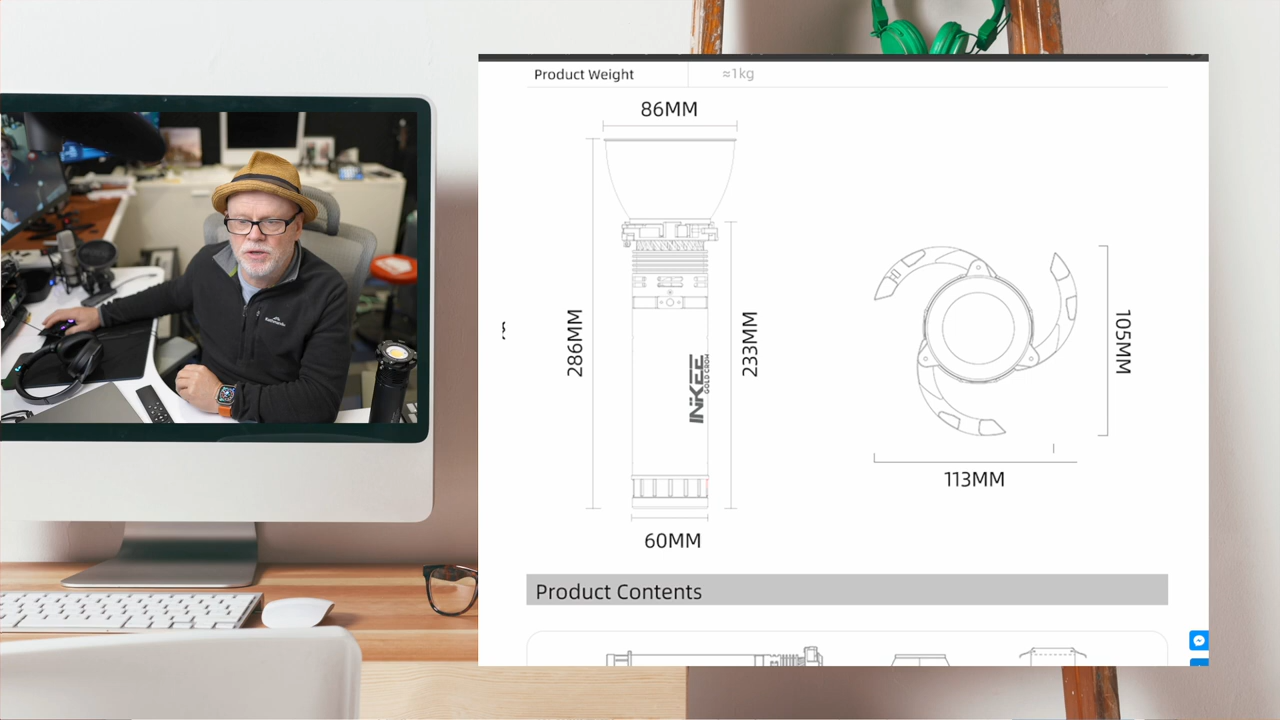 Product Weight
≈1kg
86MM
286MM
233MM
INKEE
GOLD CROW
105MM
113MM
60MM
Product Contents